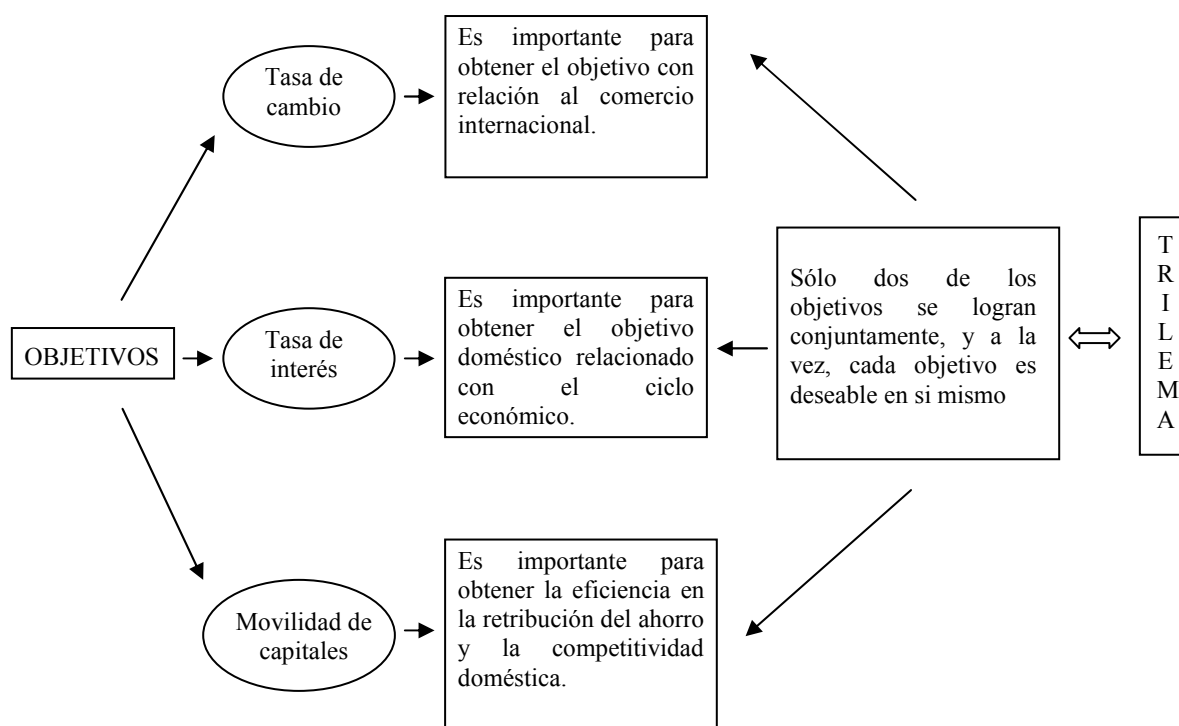 OBJETIVOS
Tasa de
cambio
Es importante para
obtener el objetivo con
relación al comercio
internacional.
Tasa de
interés
Es importante para
obtener el objetivo
doméstico relacionado
con el ciclo
económico.
Movilidad de
capitales
Es importante para
obtener la eficiencia en
la retribución del ahorro
y la competitividad
doméstica.
Sólo dos de los
objetivos se logran
conjuntamente, y a la
vez, cada objetivo es
deseable en si mismo
T
R
I
L
E
M
A